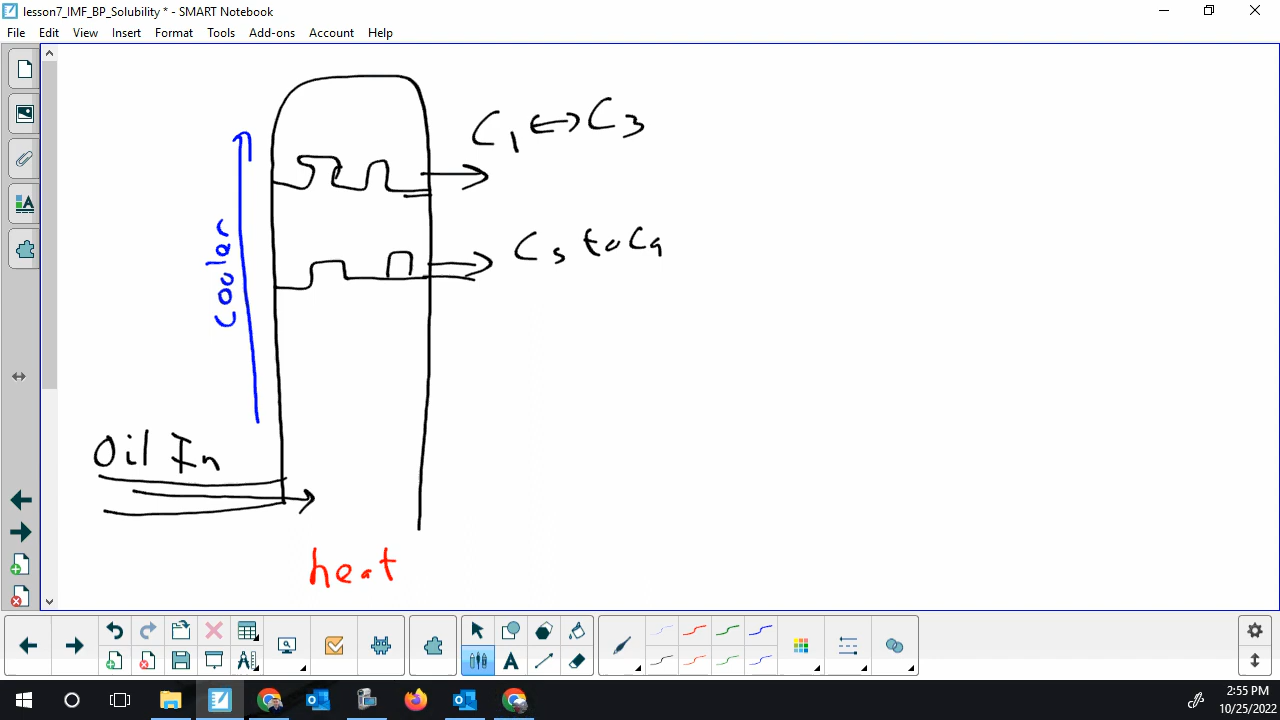 lesson7_IMF_BP_Solubility * - SMART Notebook
File Edit View Insert Format Tools Add-ons Account Help
C1 ↔ C3
C5 to C9
cooler
Oil In
heat
2:55 PM
10/25/2022